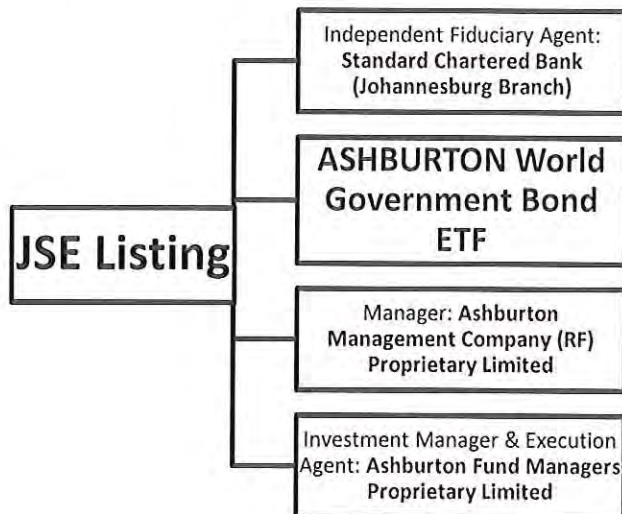 Independent Fiduciary Agent:
Standard Chartered Bank
(Johannesburg Branch)
ASHBURTON World
Government Bond
ETF
JSE Listing
Manager: Ashburton
Management Company (RF)
Proprietary Limited
Investment Manager & Execution
Agent: Ashburton Fund Managers
Proprietary Limited